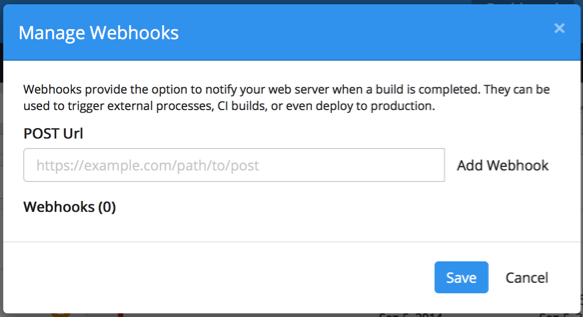 Manage Webhooks
×
Webhooks provide the option to notify your web server when a build is completed. They can be
used to trigger external processes, CI builds, or even deploy to production.
POST Url
https://example.com/path/to/post
Add Webhook
Webhooks (0)
Save
Cancel